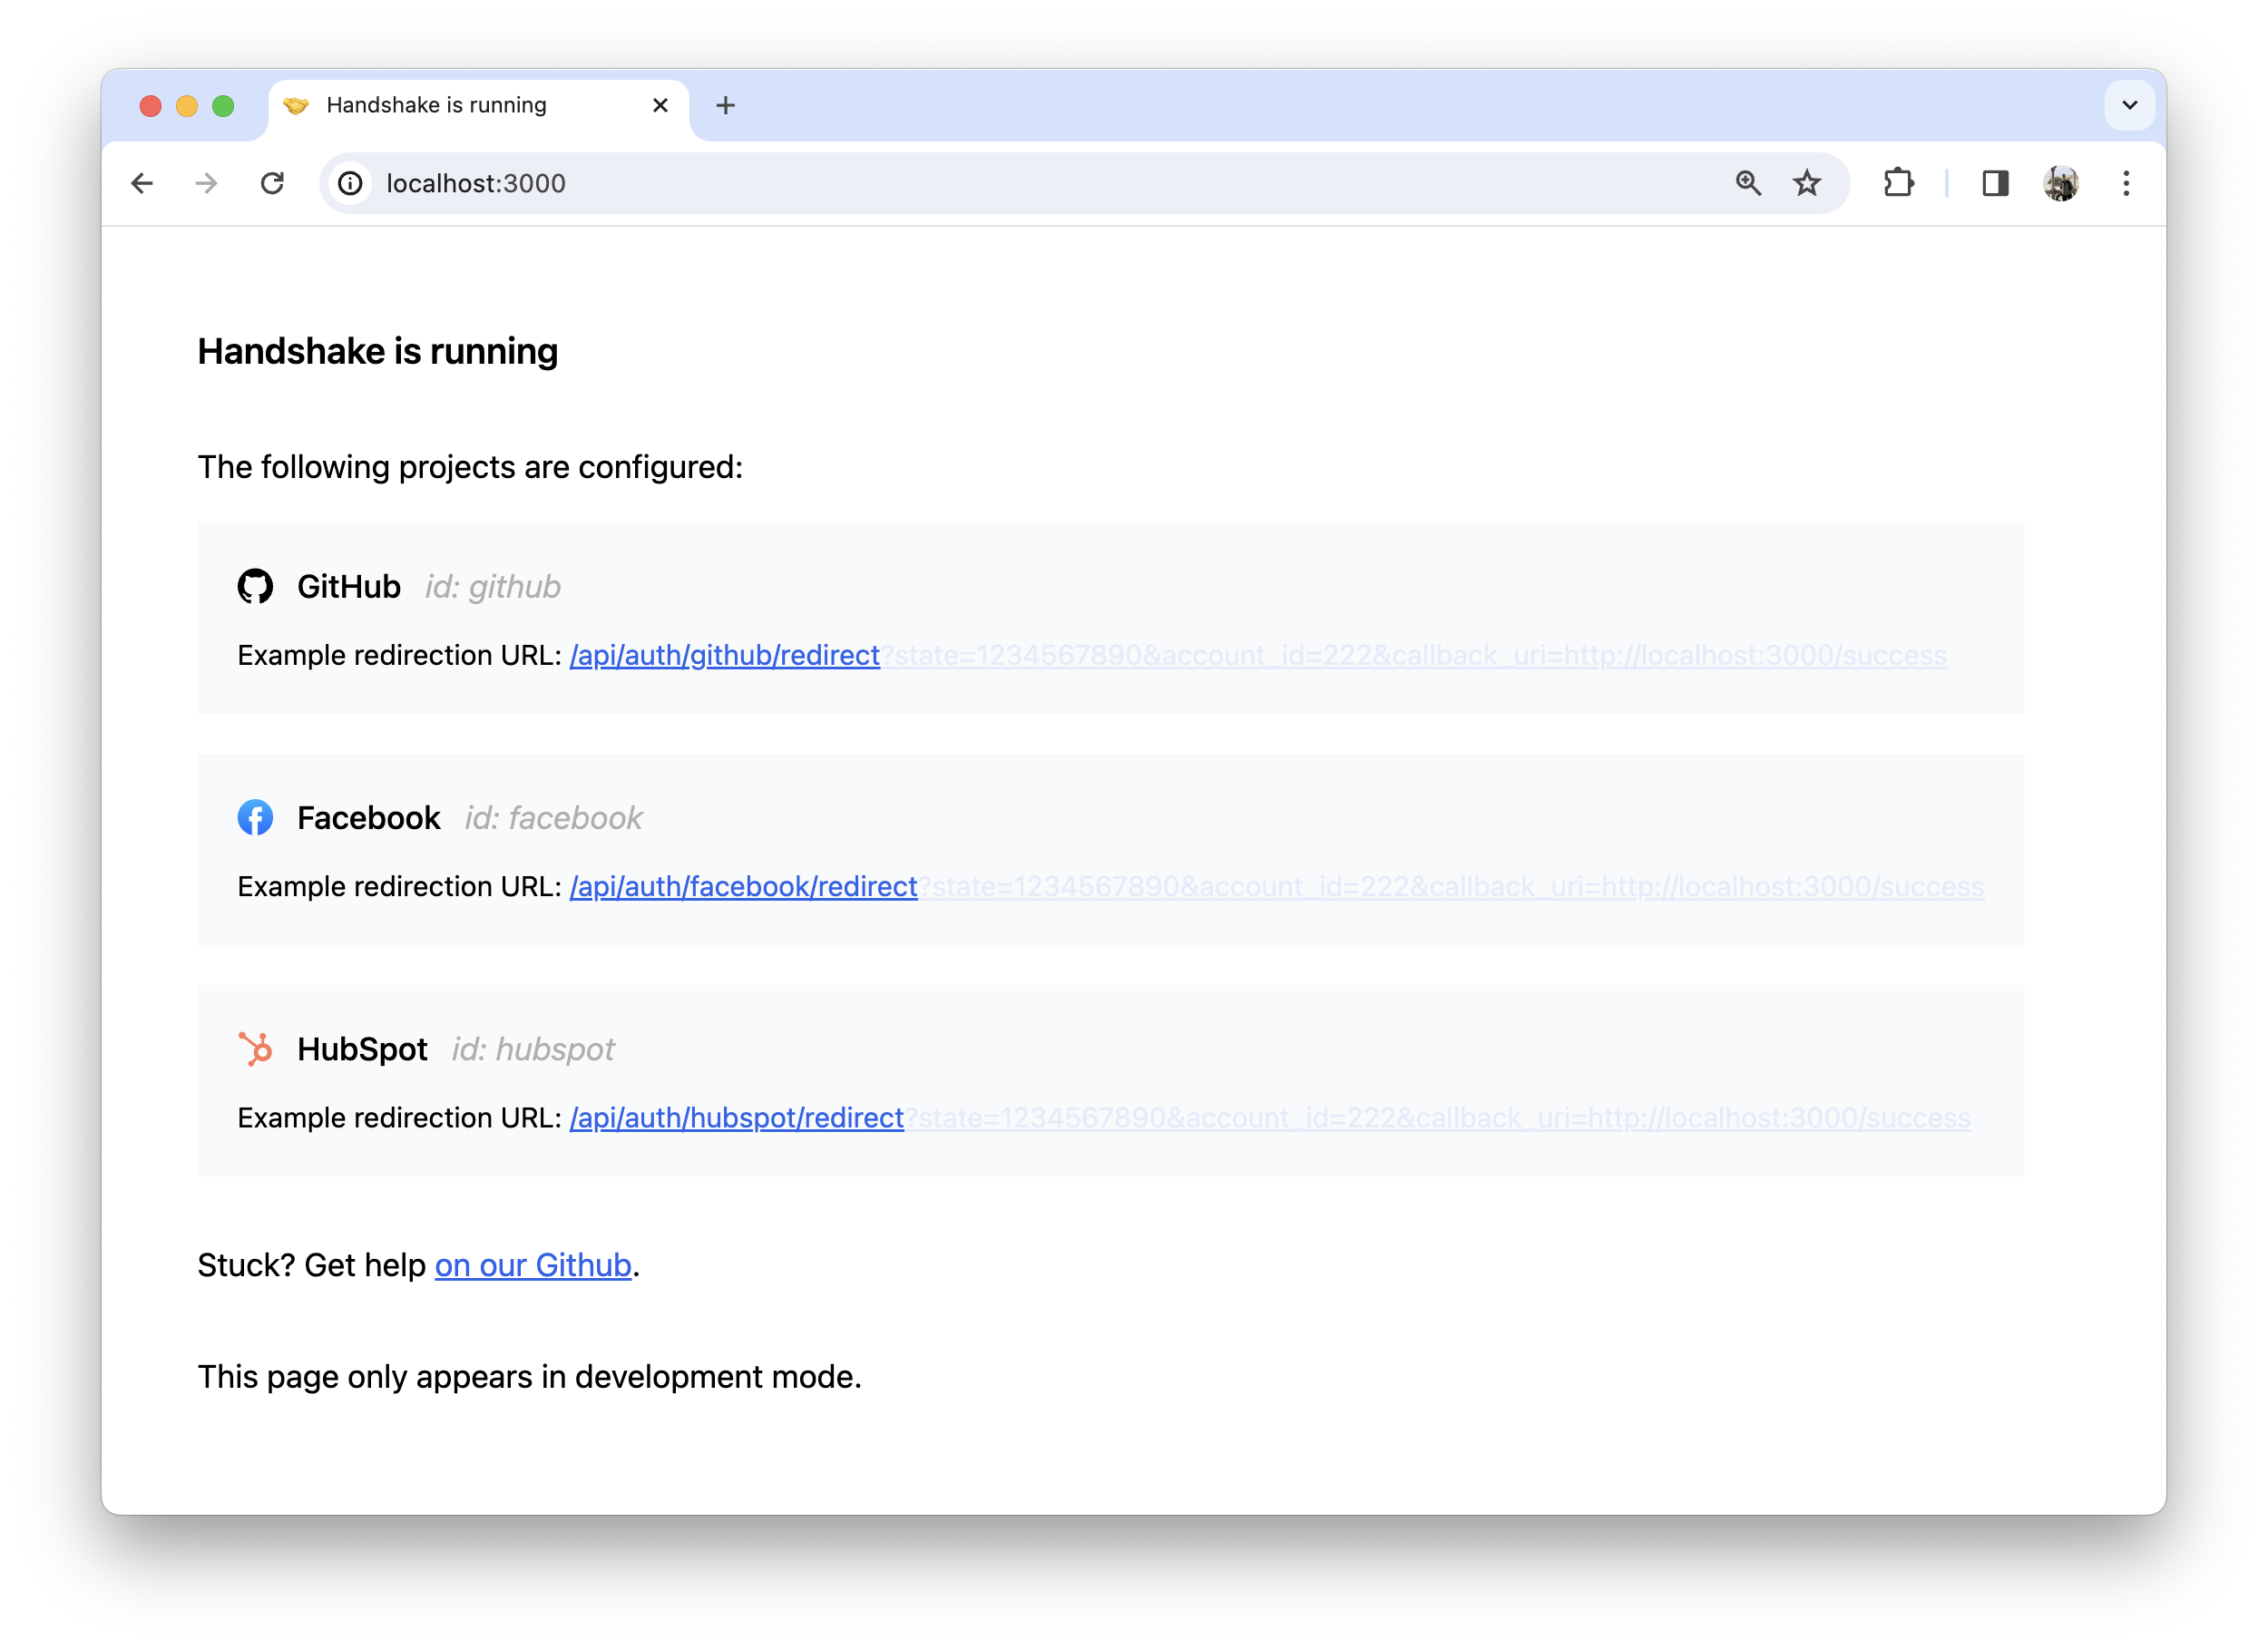 Handshake is running
localhost:3000
Handshake is running
The following projects are configured:
GitHub id: github
Example redirection URL: /api/auth/github/redirect?state=1234567890&account_id=222&callback_uri=http://localhost:3000/success
Facebook id: facebook
Example redirection URL: /api/auth/facebook/redirect?state=1234567890&account_id=222&callback_uri=http://localhost:3000/success
HubSpot id: hubspot
Example redirection URL: /api/auth/hubspot/redirect?state=1234567890&account_id=222&callback_uri=http://localhost:3000/success
Stuck? Get help on our Github.
This page only appears in development mode.